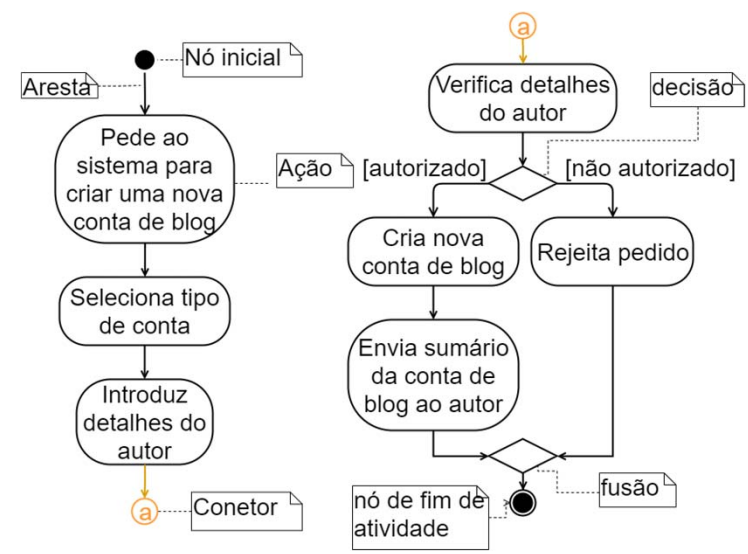 Nó inicial
Aresta
Pede ao
sistema para
criar uma nova
conta de blog
Ação
Seleciona tipo
de conta
Introduz
detalhes do
autor
a
Conetor
a
Verifica detalhes
do autor
decisão
[autorizado]
[não autorizado]
Cria nova
conta de blog
Rejeita pedido
Envia sumário
da conta de
blog ao autor
fusão
nó de fim de
atividade